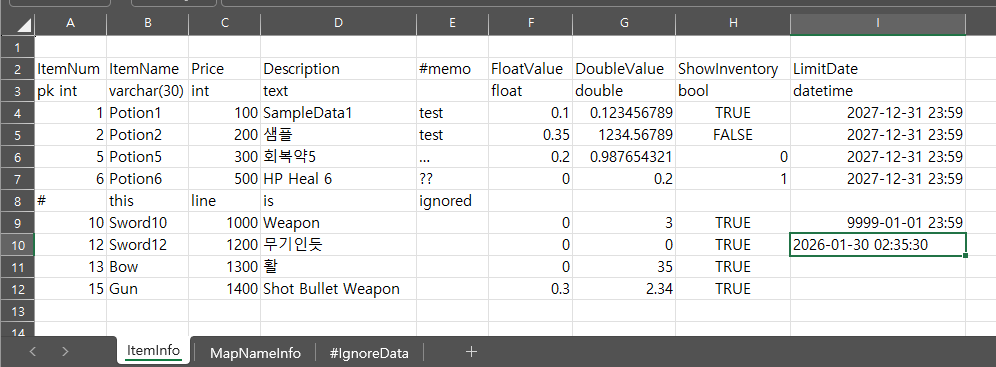 A B C D E F G H I
1
2 ItemNum ItemName Price Description #memo FloatValue DoubleValue ShowInventory LimitDate
3 pk int varchar(30) int text float double bool datetime
4 1 Potion1 100 SampleData1 test 0.1 0.123456789 TRUE 2027-12-31 23:59
5 2 Potion2 200 샘플 test 0.35 1234.56789 FALSE 2027-12-31 23:59
6 5 Potion5 300 회복약5 ... 0.2 0.987654321 0 2027-12-31 23:59
7 6 Potion6 500 HP Heal 6 ?? 0 0.2 1 2027-12-31 23:59
8 # this line is ignored
9 10 Sword10 1000 Weapon 0 3 TRUE 9999-01-01 23:59
10 12 Sword12 1200 무기인듯 0 0 TRUE 2026-01-30 02:35:30
11 13 Bow 1300 활 0 35 TRUE
12 15 Gun 1400 Shot Bullet Weapon 0.3 2.34 TRUE
13
14
ItemInfo MapNameInfo #IgnoreData +